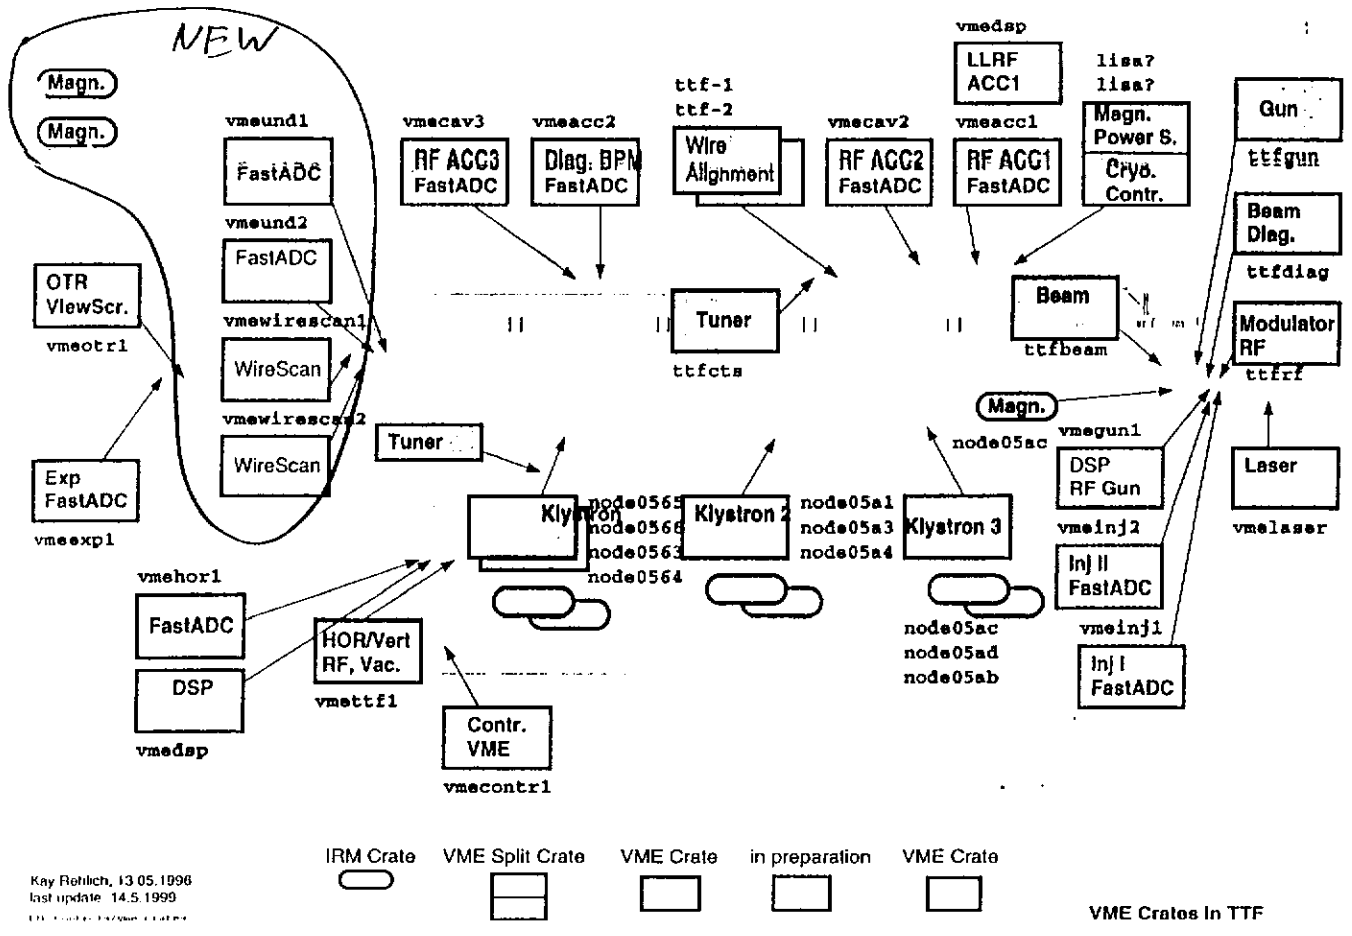 NEW
Magn.
Magn.
vmeund1
FastADC
vmeund2
FastADC
vmewirescan1
WireScan
vmewirescan2
WireScan
OTR
ViewScr.
vmeotr1
Exp
FastADC
vmeexp1
vmecav3
RF ACC3
FastADC
vmeacc2
Diag. BPM
FastADC
ttf-1
ttf-2
Wire
Alignment
vmecav2
RF ACC2
FastADC
vmedsp
LLRF
ACC1
vmeacc1
RF ACC1
FastADC
lisa?
lisa?
Magn.
Power S.
Cryo.
Contr.
Gun
ttfgun
Beam
Diag.
ttfdiag
Modulator
RF
ttfrf
Tuner
ttfcts
Beam
ttfbeam
Magn.
node05ac
Tuner
Klystron
node0565
node0566
node0563
node0564
Klystron 2
node05a1
node05a3
node05a4
Klystron 3
node05ac
node05ad
node05ab
vmegun1
DSP
RF Gun
vmeinj2
Inj II
FastADC
vmeinj1
Inj I
FastADC
Laser
vmelaser
vmehor1
FastADC
DSP
vmedsp
HOR/Vert
RF, Vac.
vmettf1
Contr.
VME
vmecontr1
IRM Crate
VME Split Crate
VME Crate
in preparation
VME Crate
Kay Rehlich, 13.05.1996
last update 14.5.1999
VME Crates in TTF